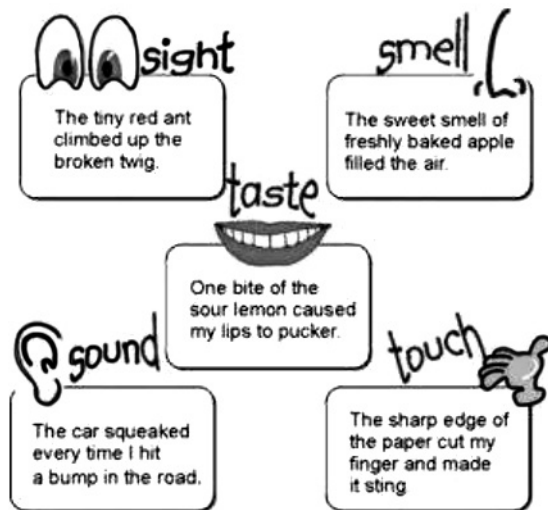 sight
The tiny red ant
climbed up the
broken twig.
smell
The sweet smell of
freshly baked apple
filled the air.
taste
One bite of the
sour lemon caused
my lips to pucker.
sound
The car squeaked
every time I hit
a bump in the road.
touch
The sharp edge of
the paper cut my
finger and made
it sting